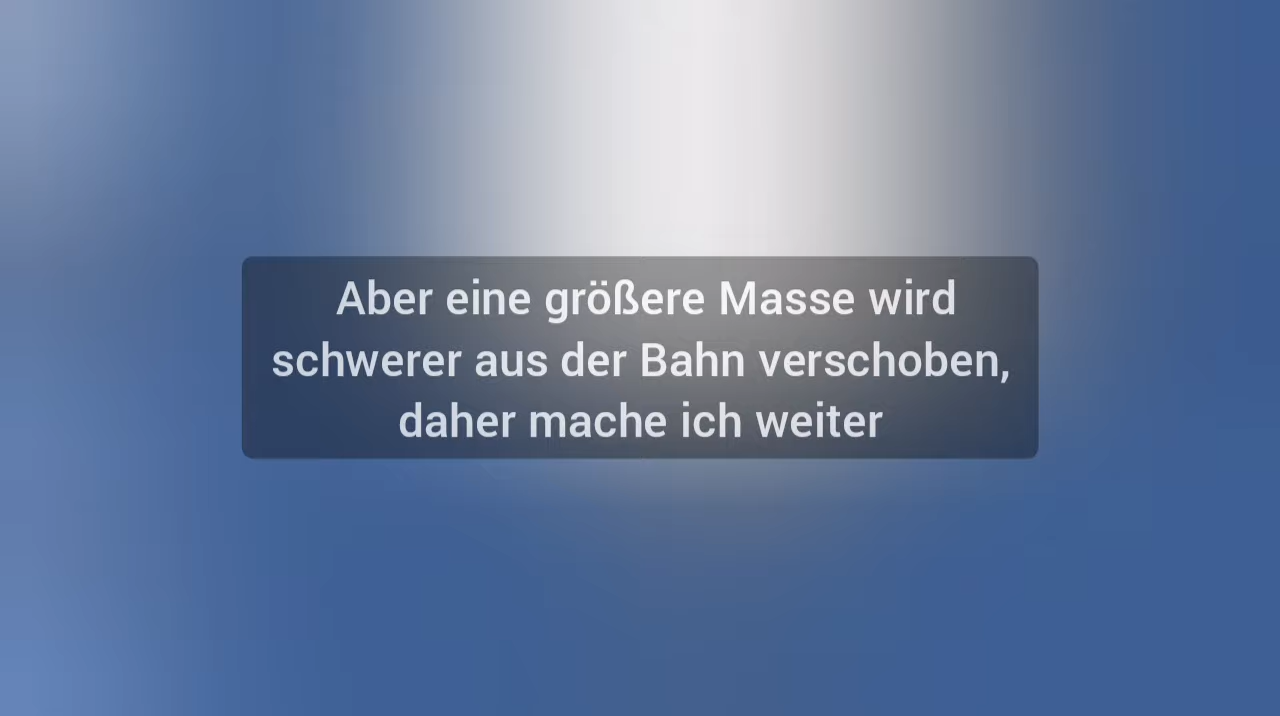 Aber eine größere Masse wird
schwerer aus der Bahn verschoben,
daher mache ich weiter